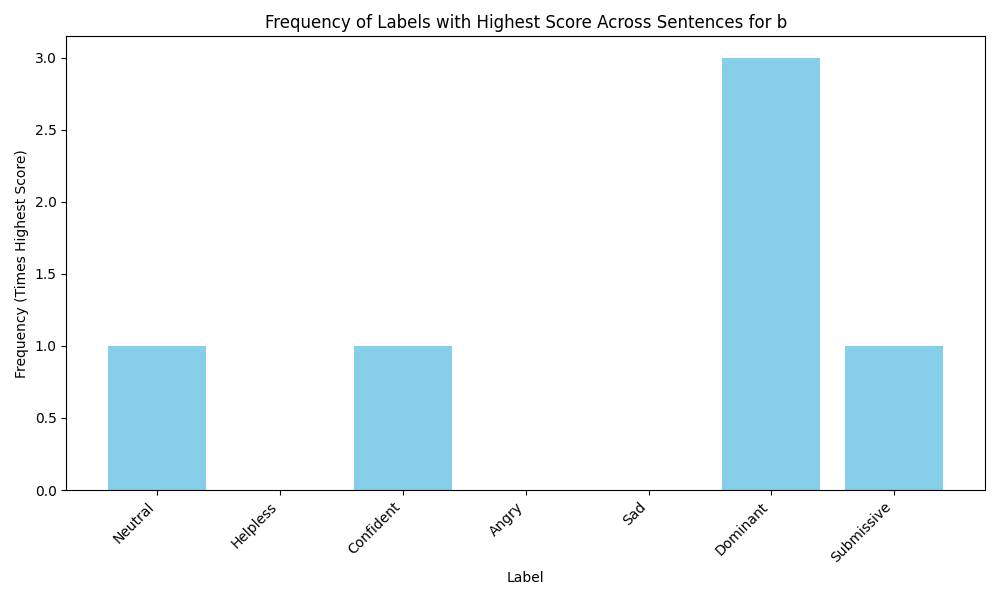 Frequency of Labels with Highest Score Across Sentences for b
Frequency (Times Highest Score)
3.0
2.5
2.0
1.5
1.0
0.5
0.0
Neutral
Helpless
Confident
Angry
Sad
Dominant
Submissive
Label